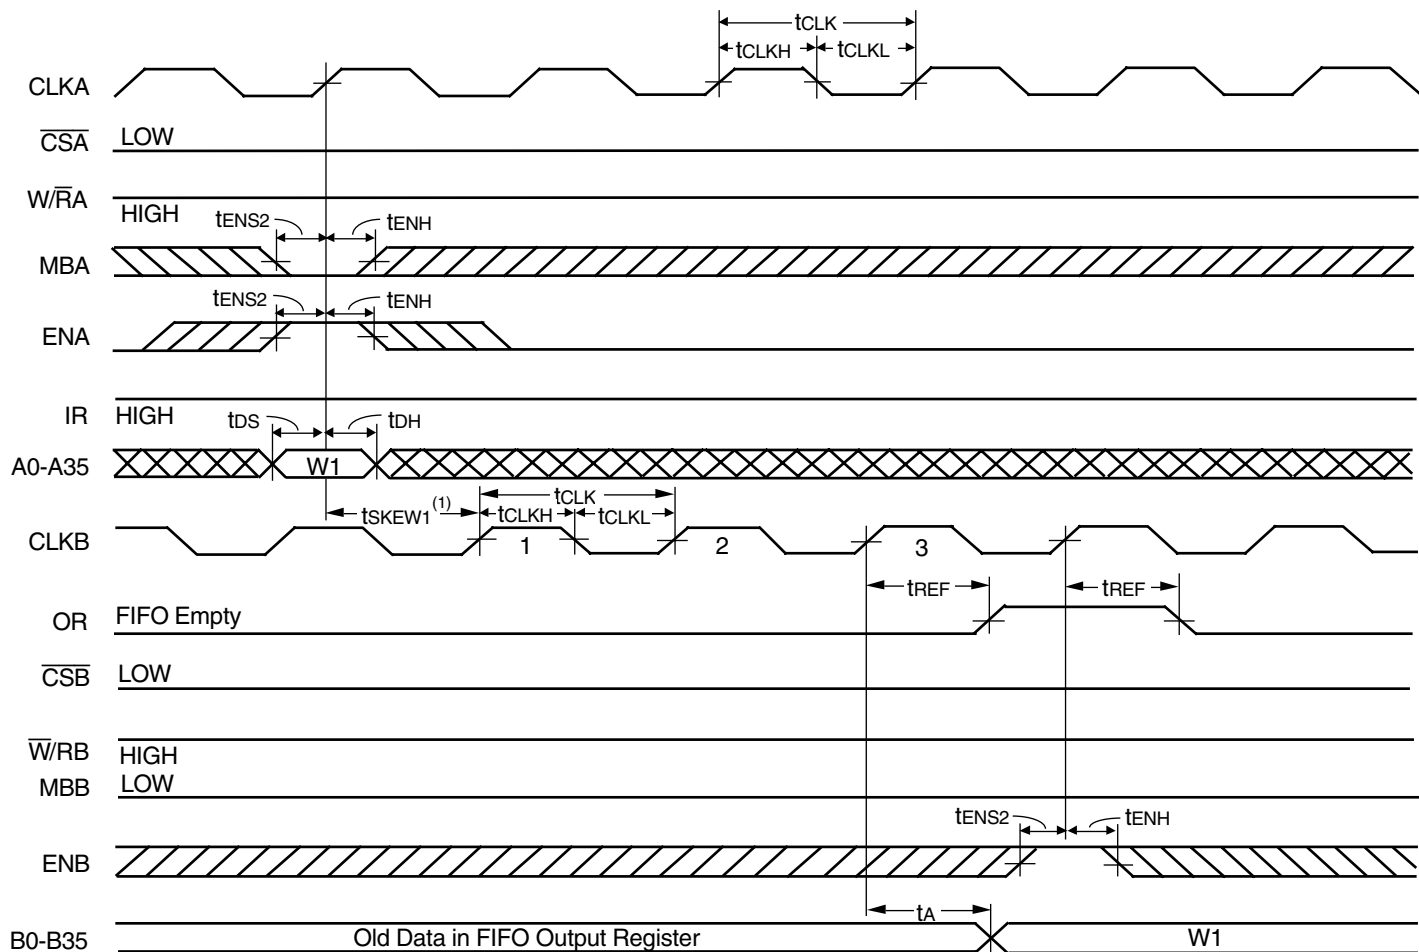 tCLK
tCLKH tCLKL
CLKA
CSA LOW
W/RA
HIGH
tENS2 tENH
MBA
tENS2 tENH
ENA
IR HIGH
tDS tDH
A0-A35 W1
tCLK
tSKEW1(1) tCLKH tCLKL
CLKB 1 2 3
tREF tREF
OR FIFO Empty
CSB LOW
W/RB HIGH
MBB LOW
tENS2 tENH
ENB
tA
B0-B35 Old Data in FIFO Output Register W1